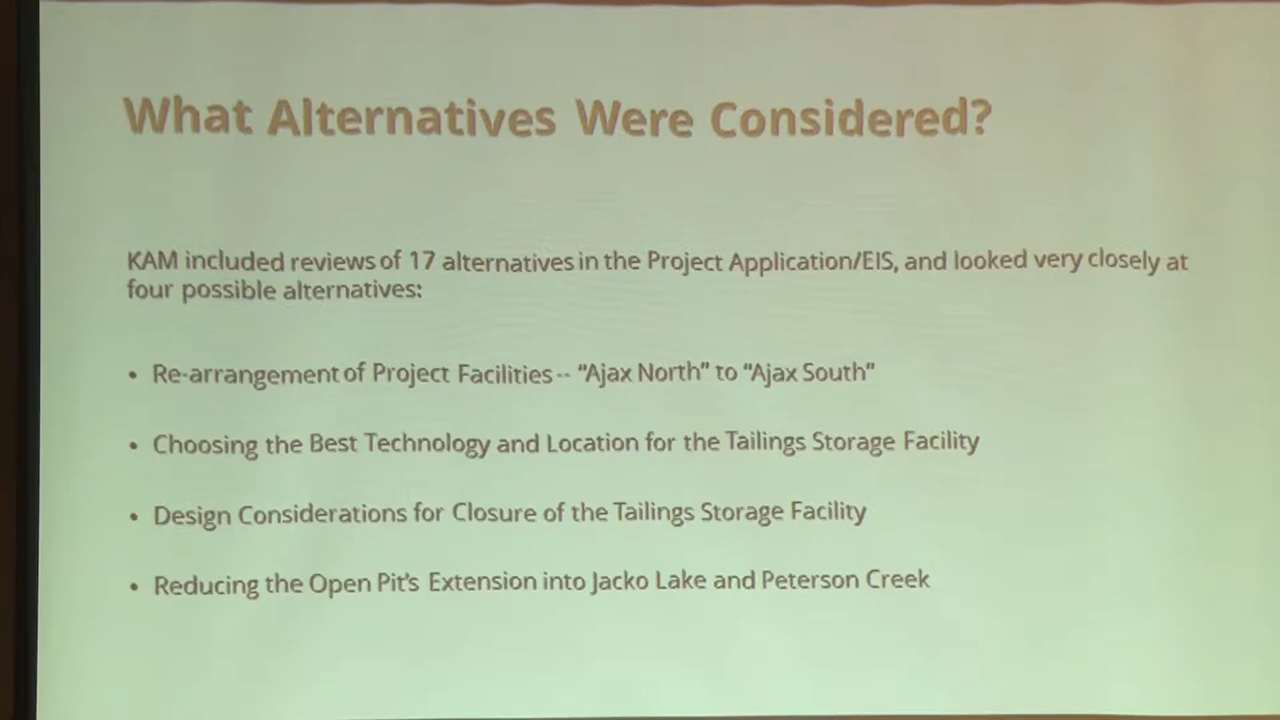 What Alternatives Were Considered?
KAM included reviews of 17 alternatives in the Project Application/EIS, and looked very closely at
four possible alternatives:
• Re-arrangement of Project Facilities -- “Ajax North” to “Ajax South”
• Choosing the Best Technology and Location for the Tailings Storage Facility
• Design Considerations for Closure of the Tailings Storage Facility
• Reducing the Open Pit’s Extension into Jacko Lake and Peterson Creek